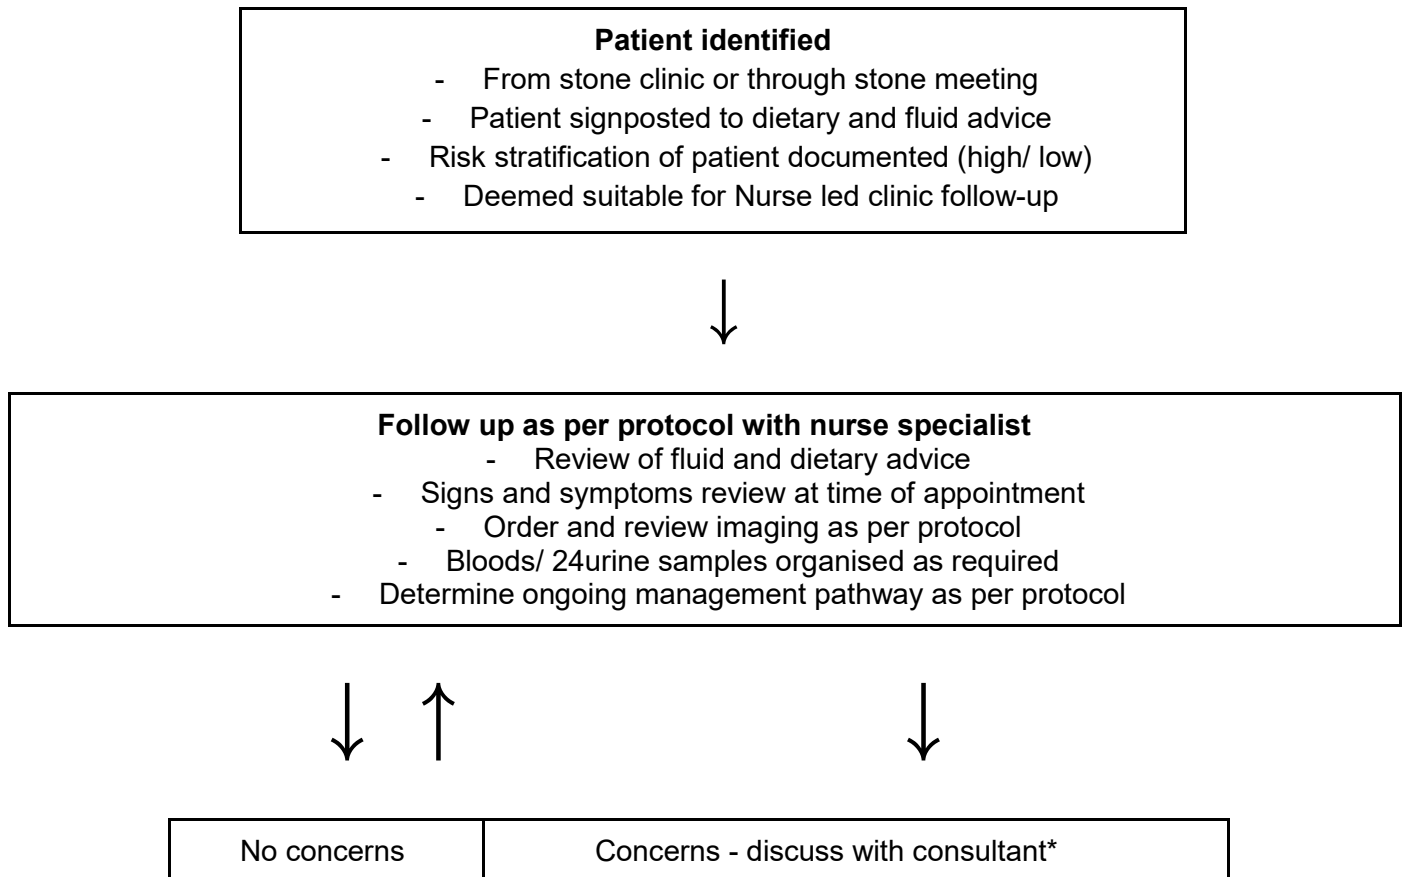 Patient identified
- From stone clinic or through stone meeting
- Patient signposted to dietary and fluid advice
- Risk stratification of patient documented (high/ low)
- Deemed suitable for Nurse led clinic follow-up
Follow up as per protocol with nurse specialist
- Review of fluid and dietary advice
- Signs and symptoms review at time of appointment
- Order and review imaging as per protocol
- Bloods/ 24urine samples organised as required
- Determine ongoing management pathway as per protocol
No concerns
Concerns - discuss with consultant*